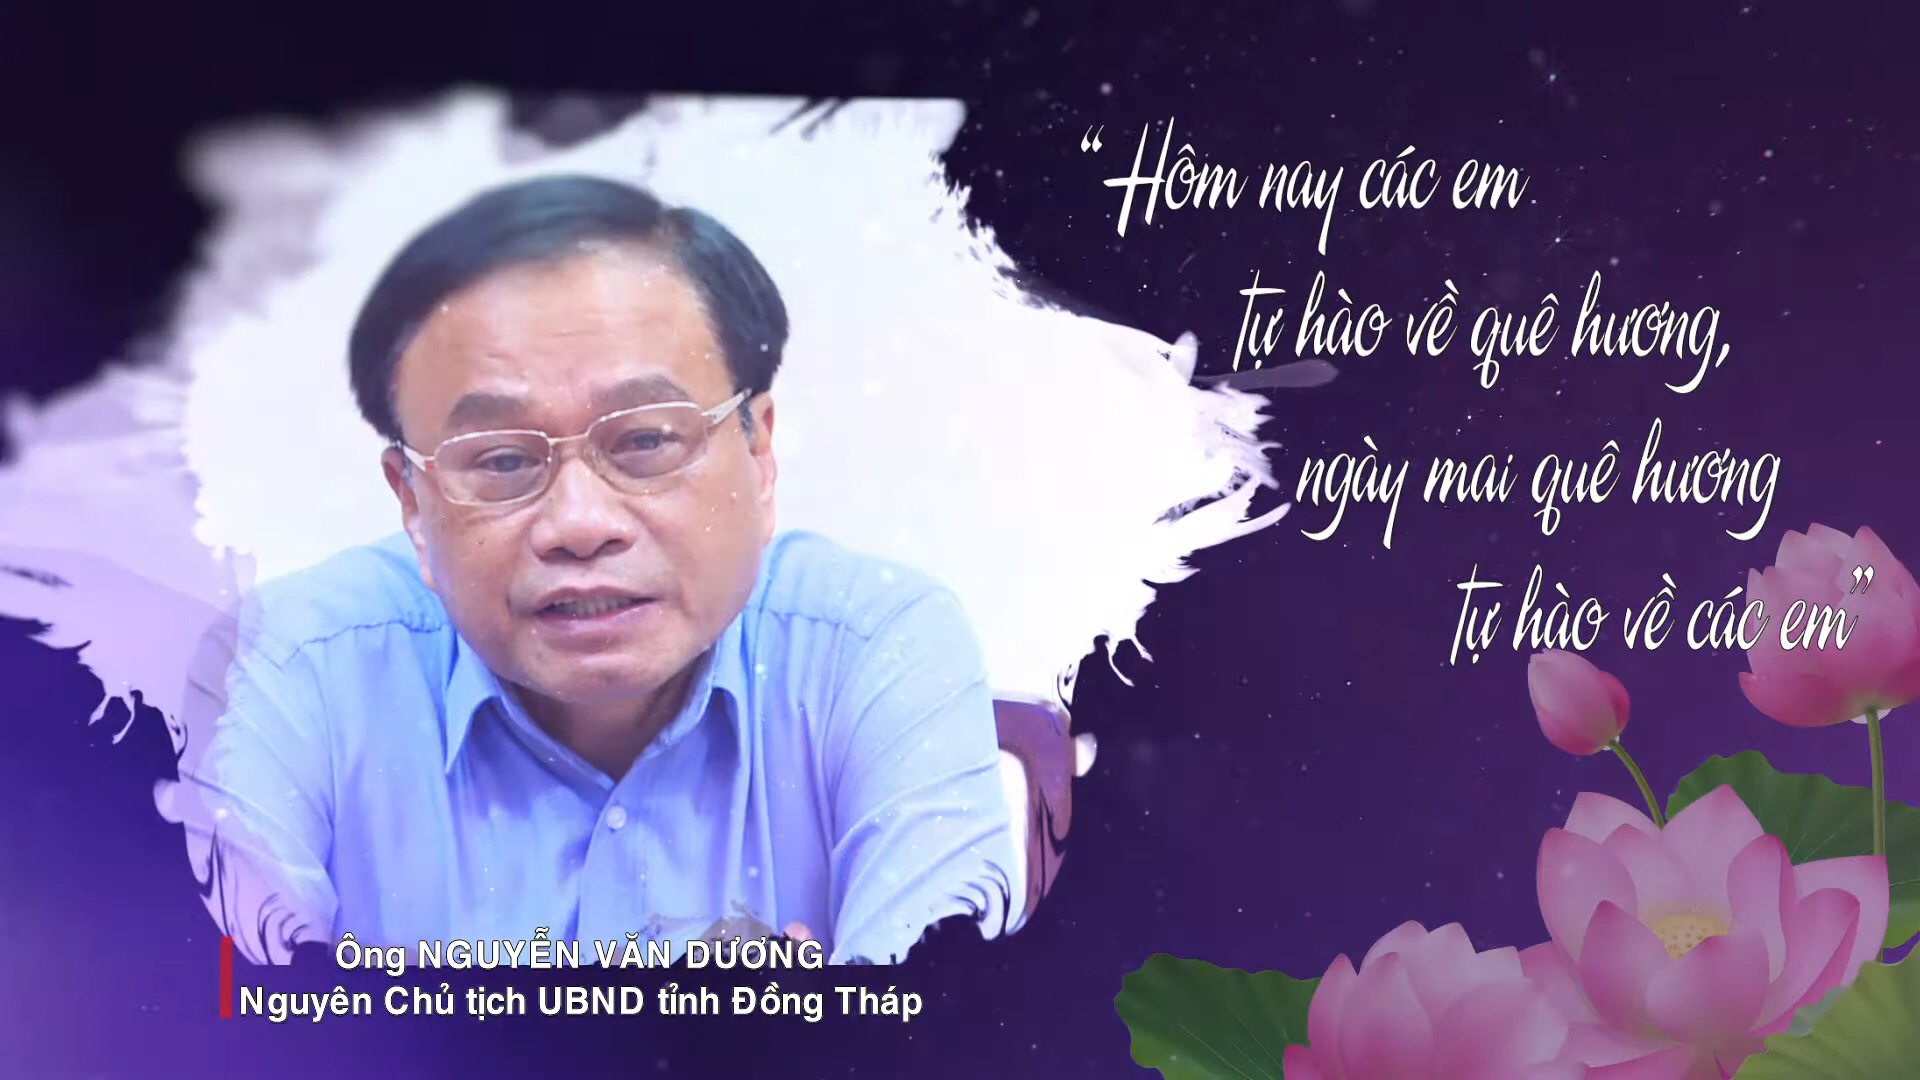 “ Hôm nay các em
tự hào về quê hương,
ngày mai quê hương
tự hào về các em”
Ông NGUYỄN VĂN DƯƠNG
Nguyên Chủ tịch UBND tỉnh Đồng Tháp